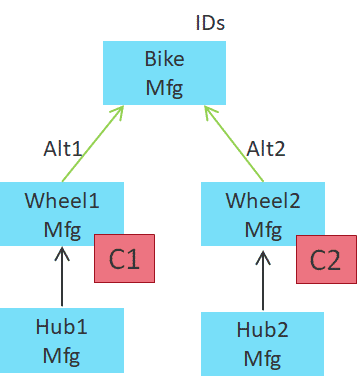 IDs
Bike
Mfg
Alt1
Alt2
Wheel1
Mfg
Wheel2
Mfg
C1
C2
Hub1
Mfg
Hub2
Mfg